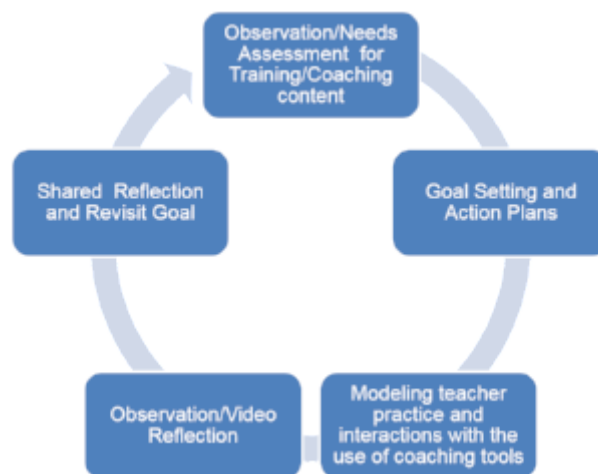 Observation/Needs
Assessment for
Training/Coaching
content
Goal Setting and
Action Plans
Modeling teacher
practice and
interactions with the
use of coaching tools
Observation/Video
Reflection
Shared Reflection
and Revisit Goal